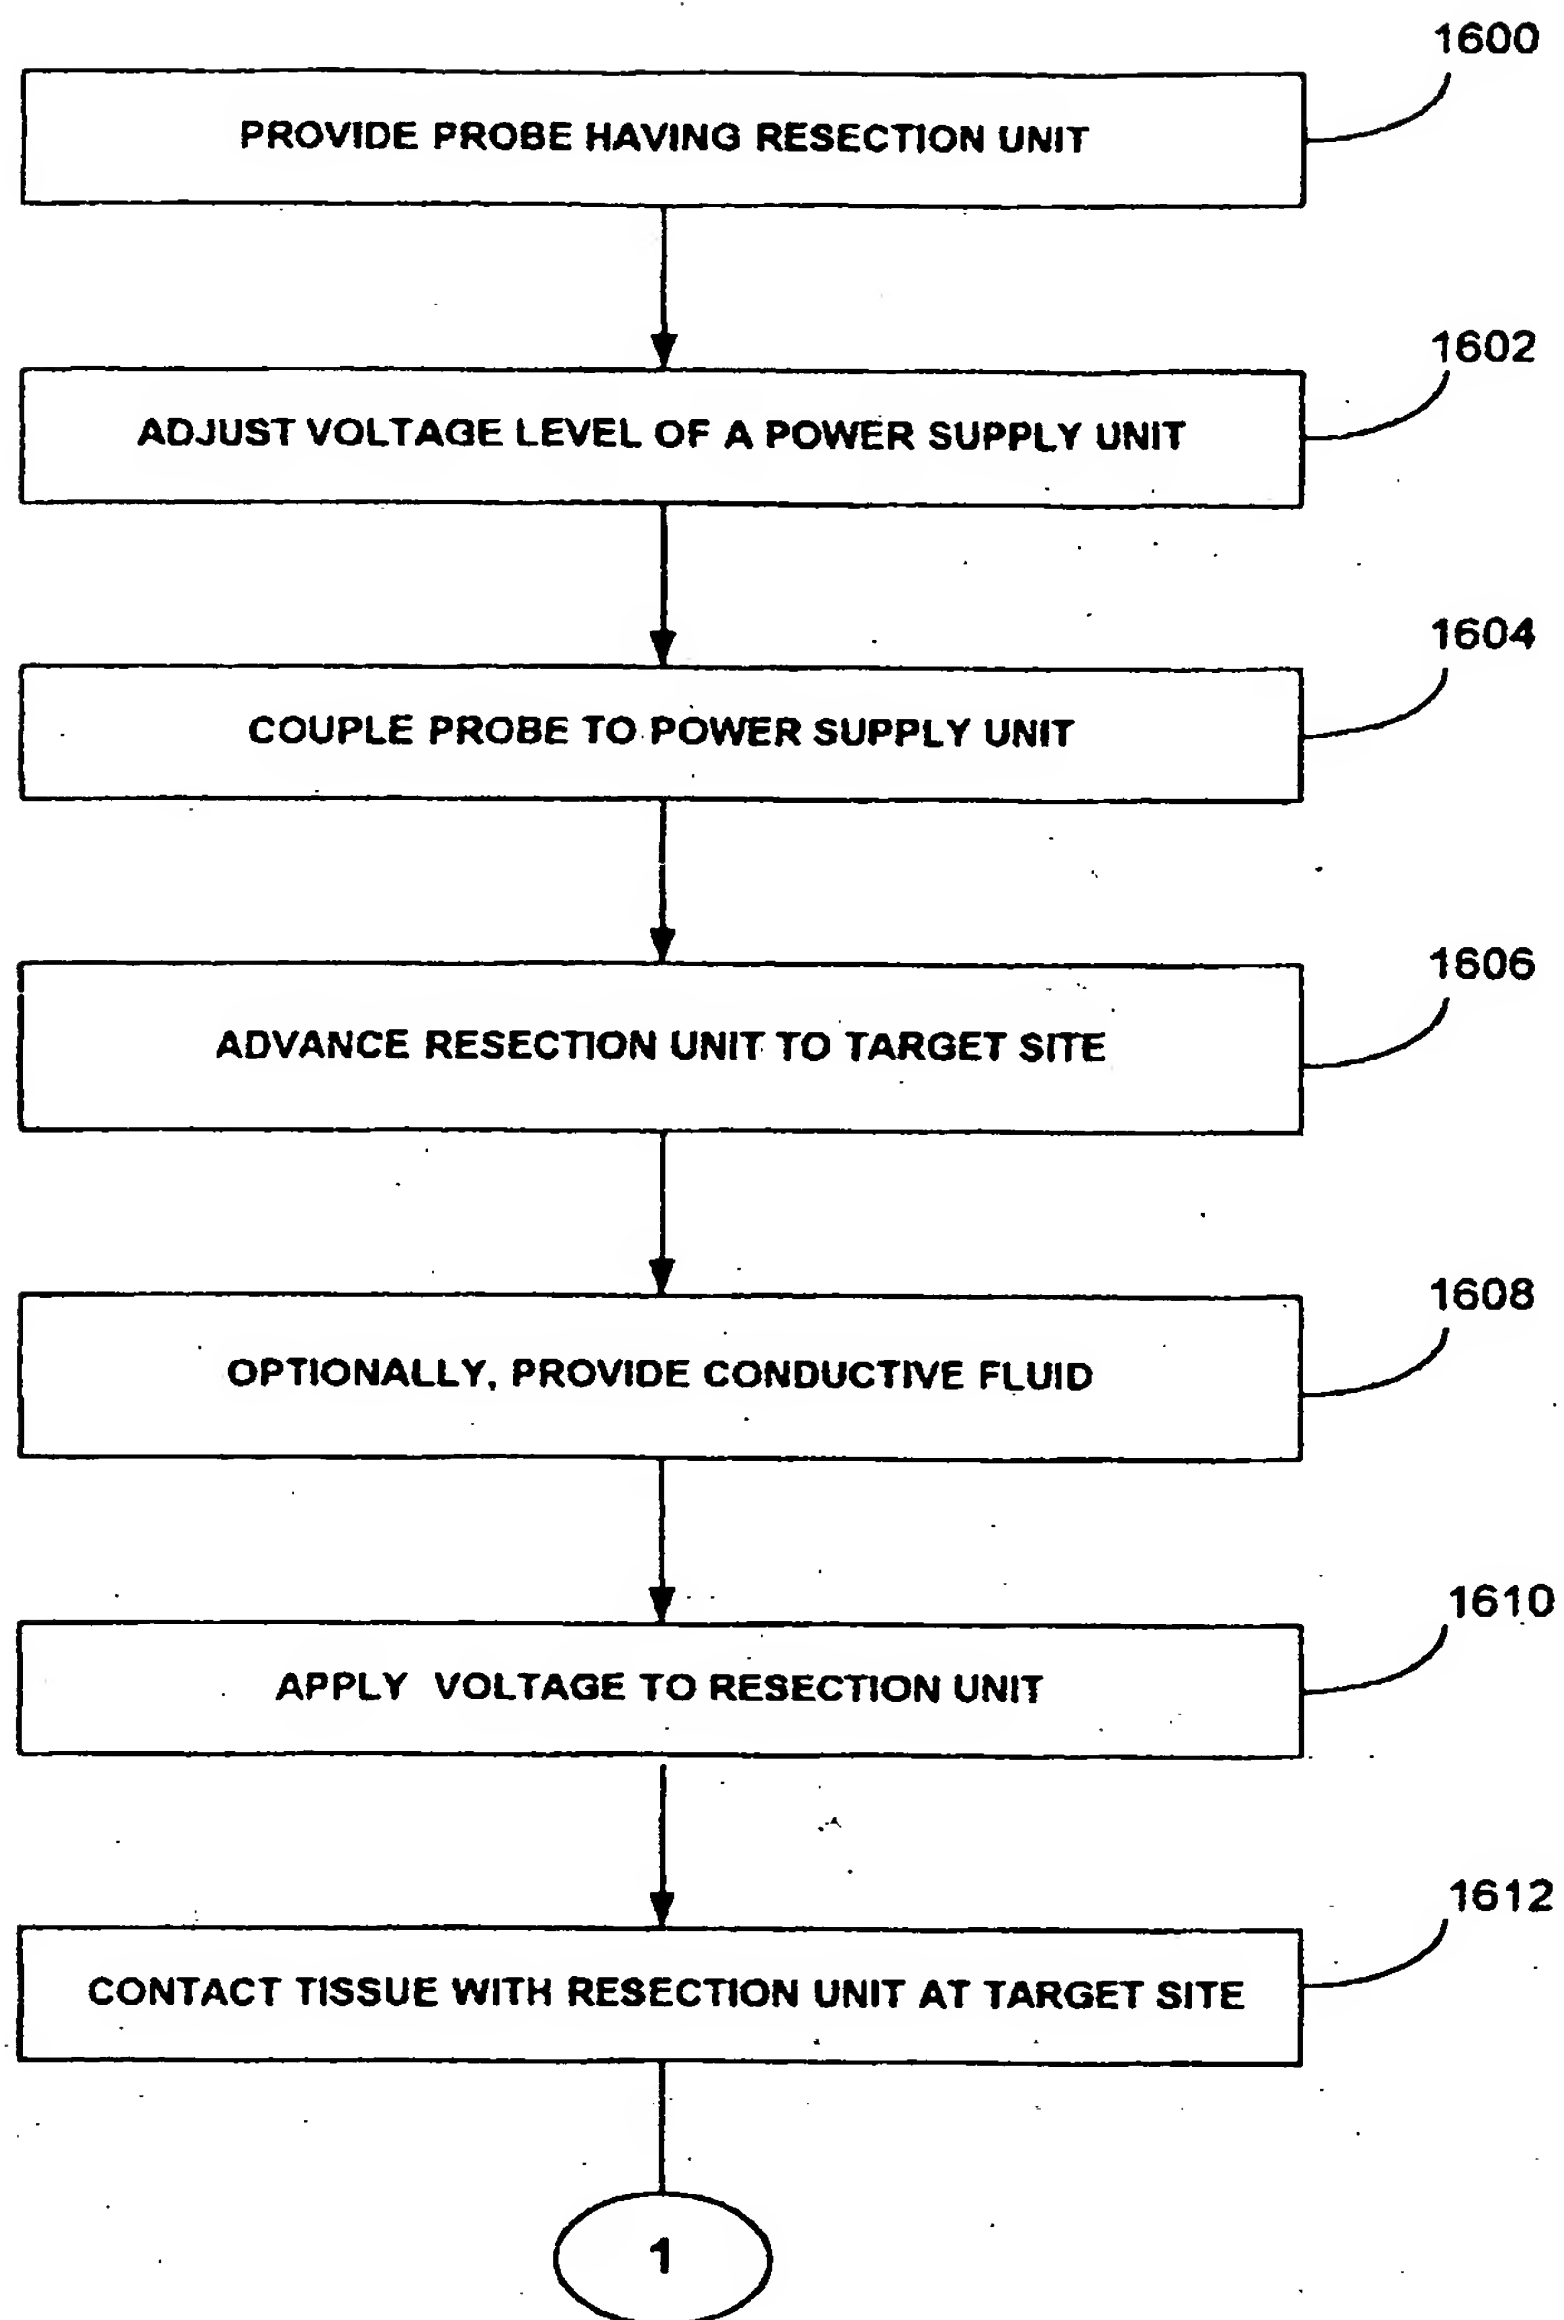 1600
PROVIDE PROBE HAVING RESECTION UNIT
1602
ADJUST VOLTAGE LEVEL OF A POWER SUPPLY UNIT
1604
COUPLE PROBE TO POWER SUPPLY UNIT
1606
ADVANCE RESECTION UNIT TO TARGET SITE
1608
OPTIONALLY, PROVIDE CONDUCTIVE FLUID
1610
APPLY VOLTAGE TO RESECTION UNIT
1612
CONTACT TISSUE WITH RESECTION UNIT AT TARGET SITE
1